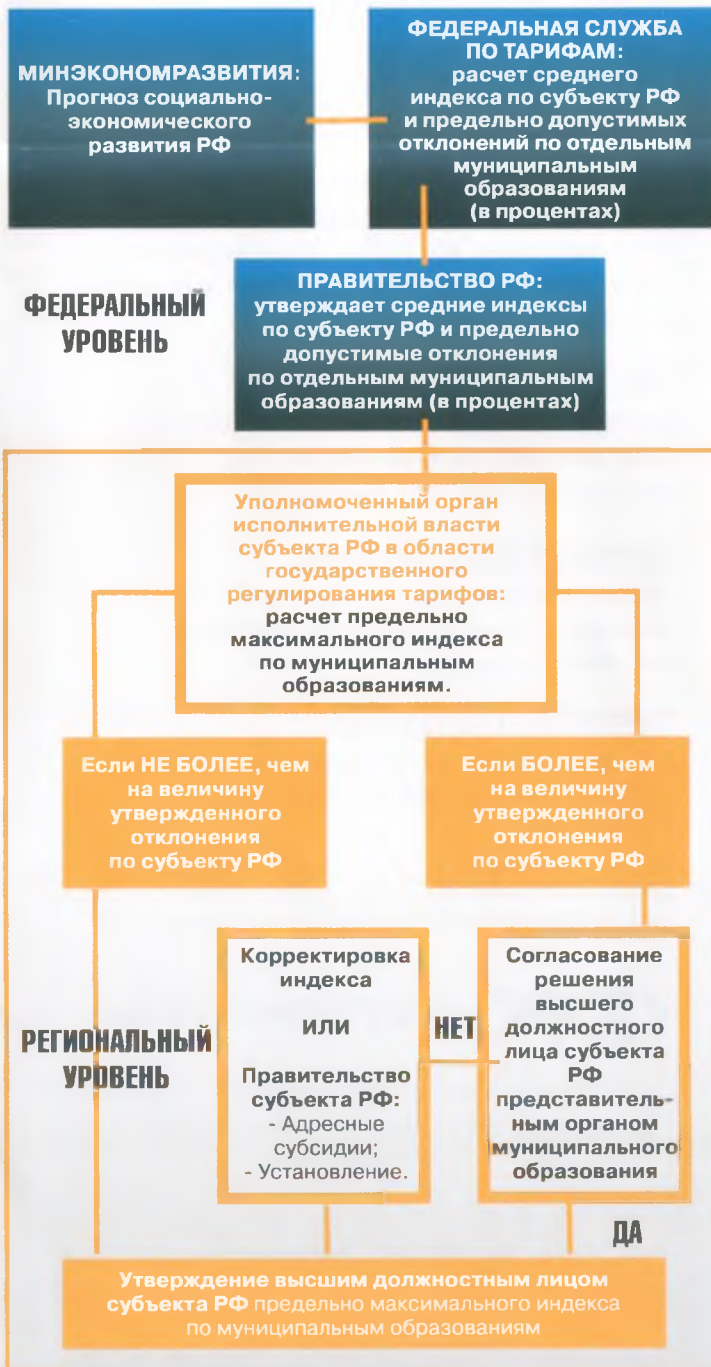 МИНЭКОНОМРАЗВИТИЯ:
Прогноз социально-
экономического
развития РФ
ФЕДЕРАЛЬНАЯ СЛУЖБА
ПО ТАРИФАМ:
расчет среднего
индекса по субъекту РФ
и предельно допустимых
отклонений по отдельным
муниципальным
образованиям
(в процентах)
ФЕДЕРАЛЬНЫЙ
УРОВЕНЬ
ПРАВИТЕЛЬСТВО РФ:
утверждает средние индексы
по субъекту РФ и предельно
допустимые отклонения
по отдельным муниципальным
образованиям (в процентах)
Уполномоченный орган
исполнительной власти
субъекта РФ в области
государственного
регулирования тарифов:
расчет предельно
максимального индекса
по муниципальным
образованиям.
Если НЕ БОЛЕЕ, чем
на величину
утвержденного
отклонения
по субъекту РФ
Если БОЛЕЕ, чем
на величину
утвержденного
отклонения
по субъекту РФ
РЕГИОНАЛЬНЫЙ
УРОВЕНЬ
Корректировка
индекса
ИЛИ
Правительство
субъекта РФ:
- Адресные
субсидии;
- Установление.
НЕТ
Согласование
решения
высшего
должностного
лица субъекта
РФ
представитель-
ным органом
муниципального
образования
ДА
Утверждение высшим должностным лицом
субъекта РФ предельно максимального индекса
по муниципальным образованиям